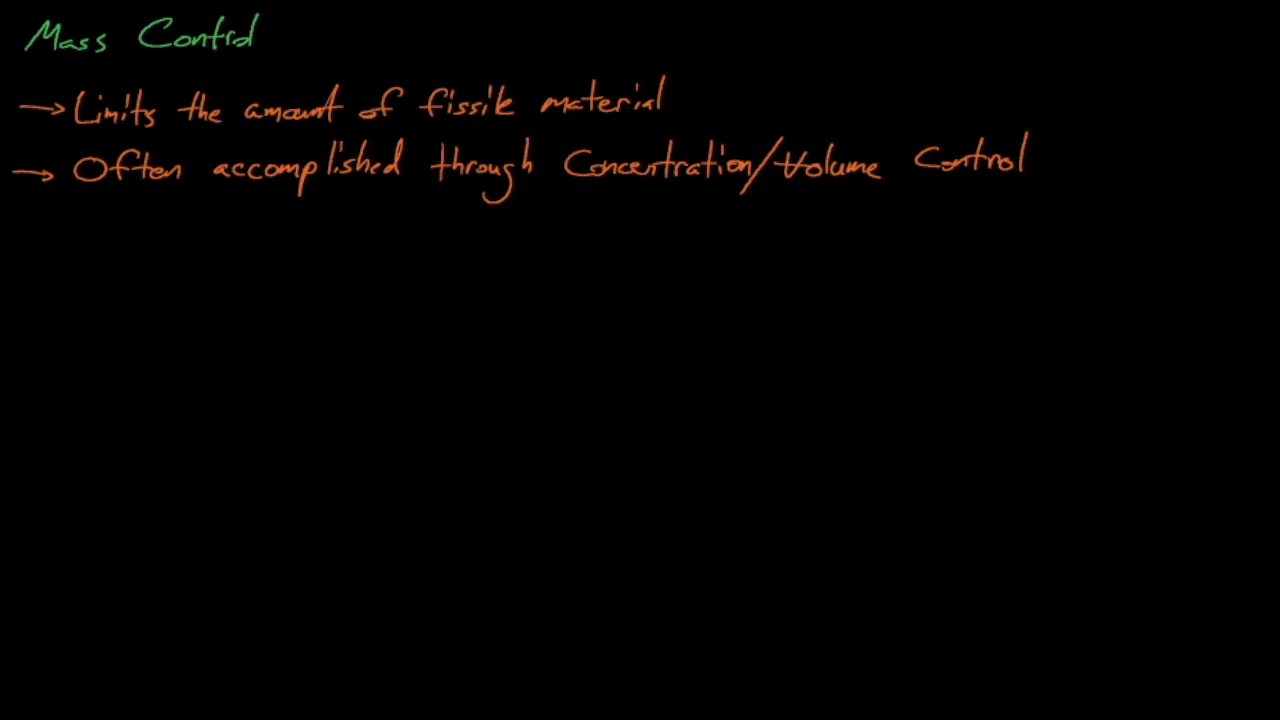 Mass Control
→ Limits the amount of fissile material
→ Often accomplished through Concentration/Volume Control